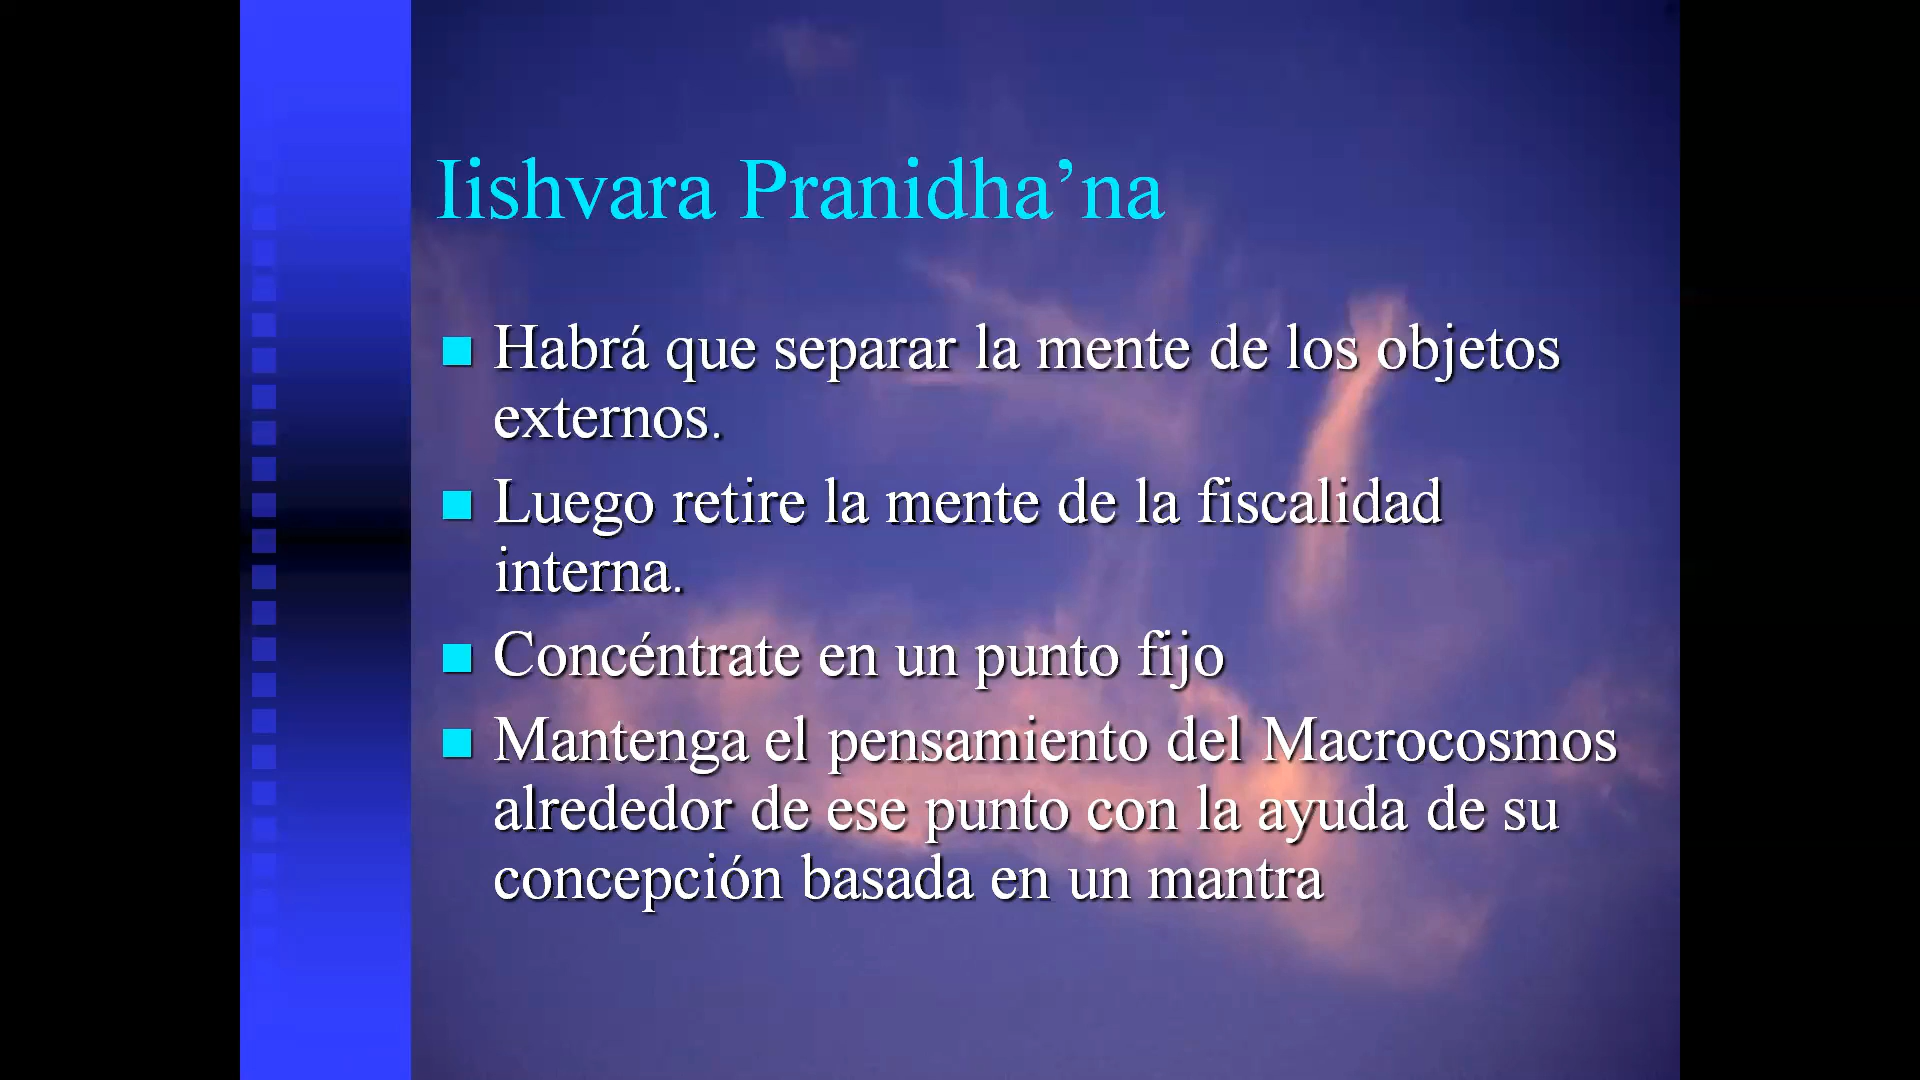 Iishvara Pranidha’na
Habrá que separar la mente de los objetos
externos.
Luego retire la mente de la fiscalidad
interna.
Concéntrate en un punto fijo
Mantenga el pensamiento del Macrocosmos
alrededor de ese punto con la ayuda de su
concepción basada en un mantra